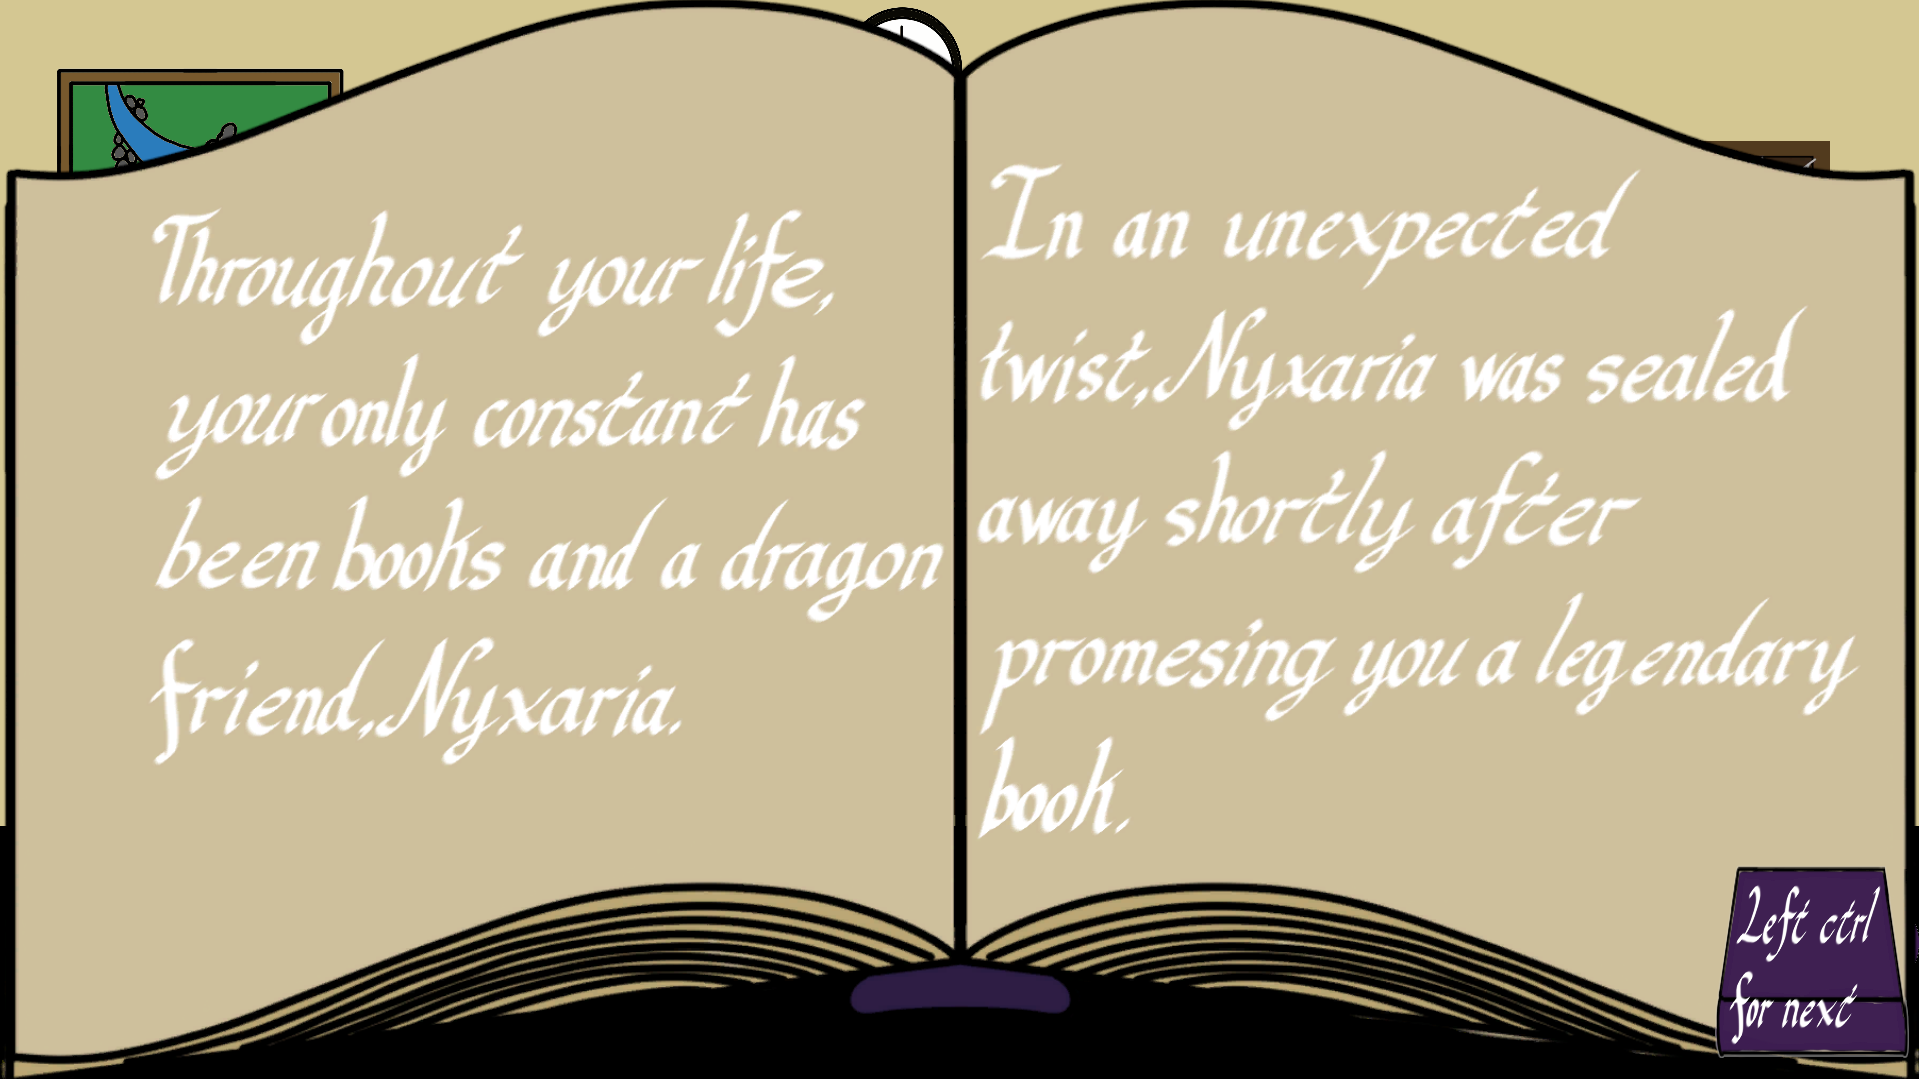 Throughout your life,
your only constant has
been books and a dragon
friend, Nyxaria.
In an unexpected
twist, Nyxaria was sealed
away shortly after
promesing you a legendary
book.
Left ctrl
for next